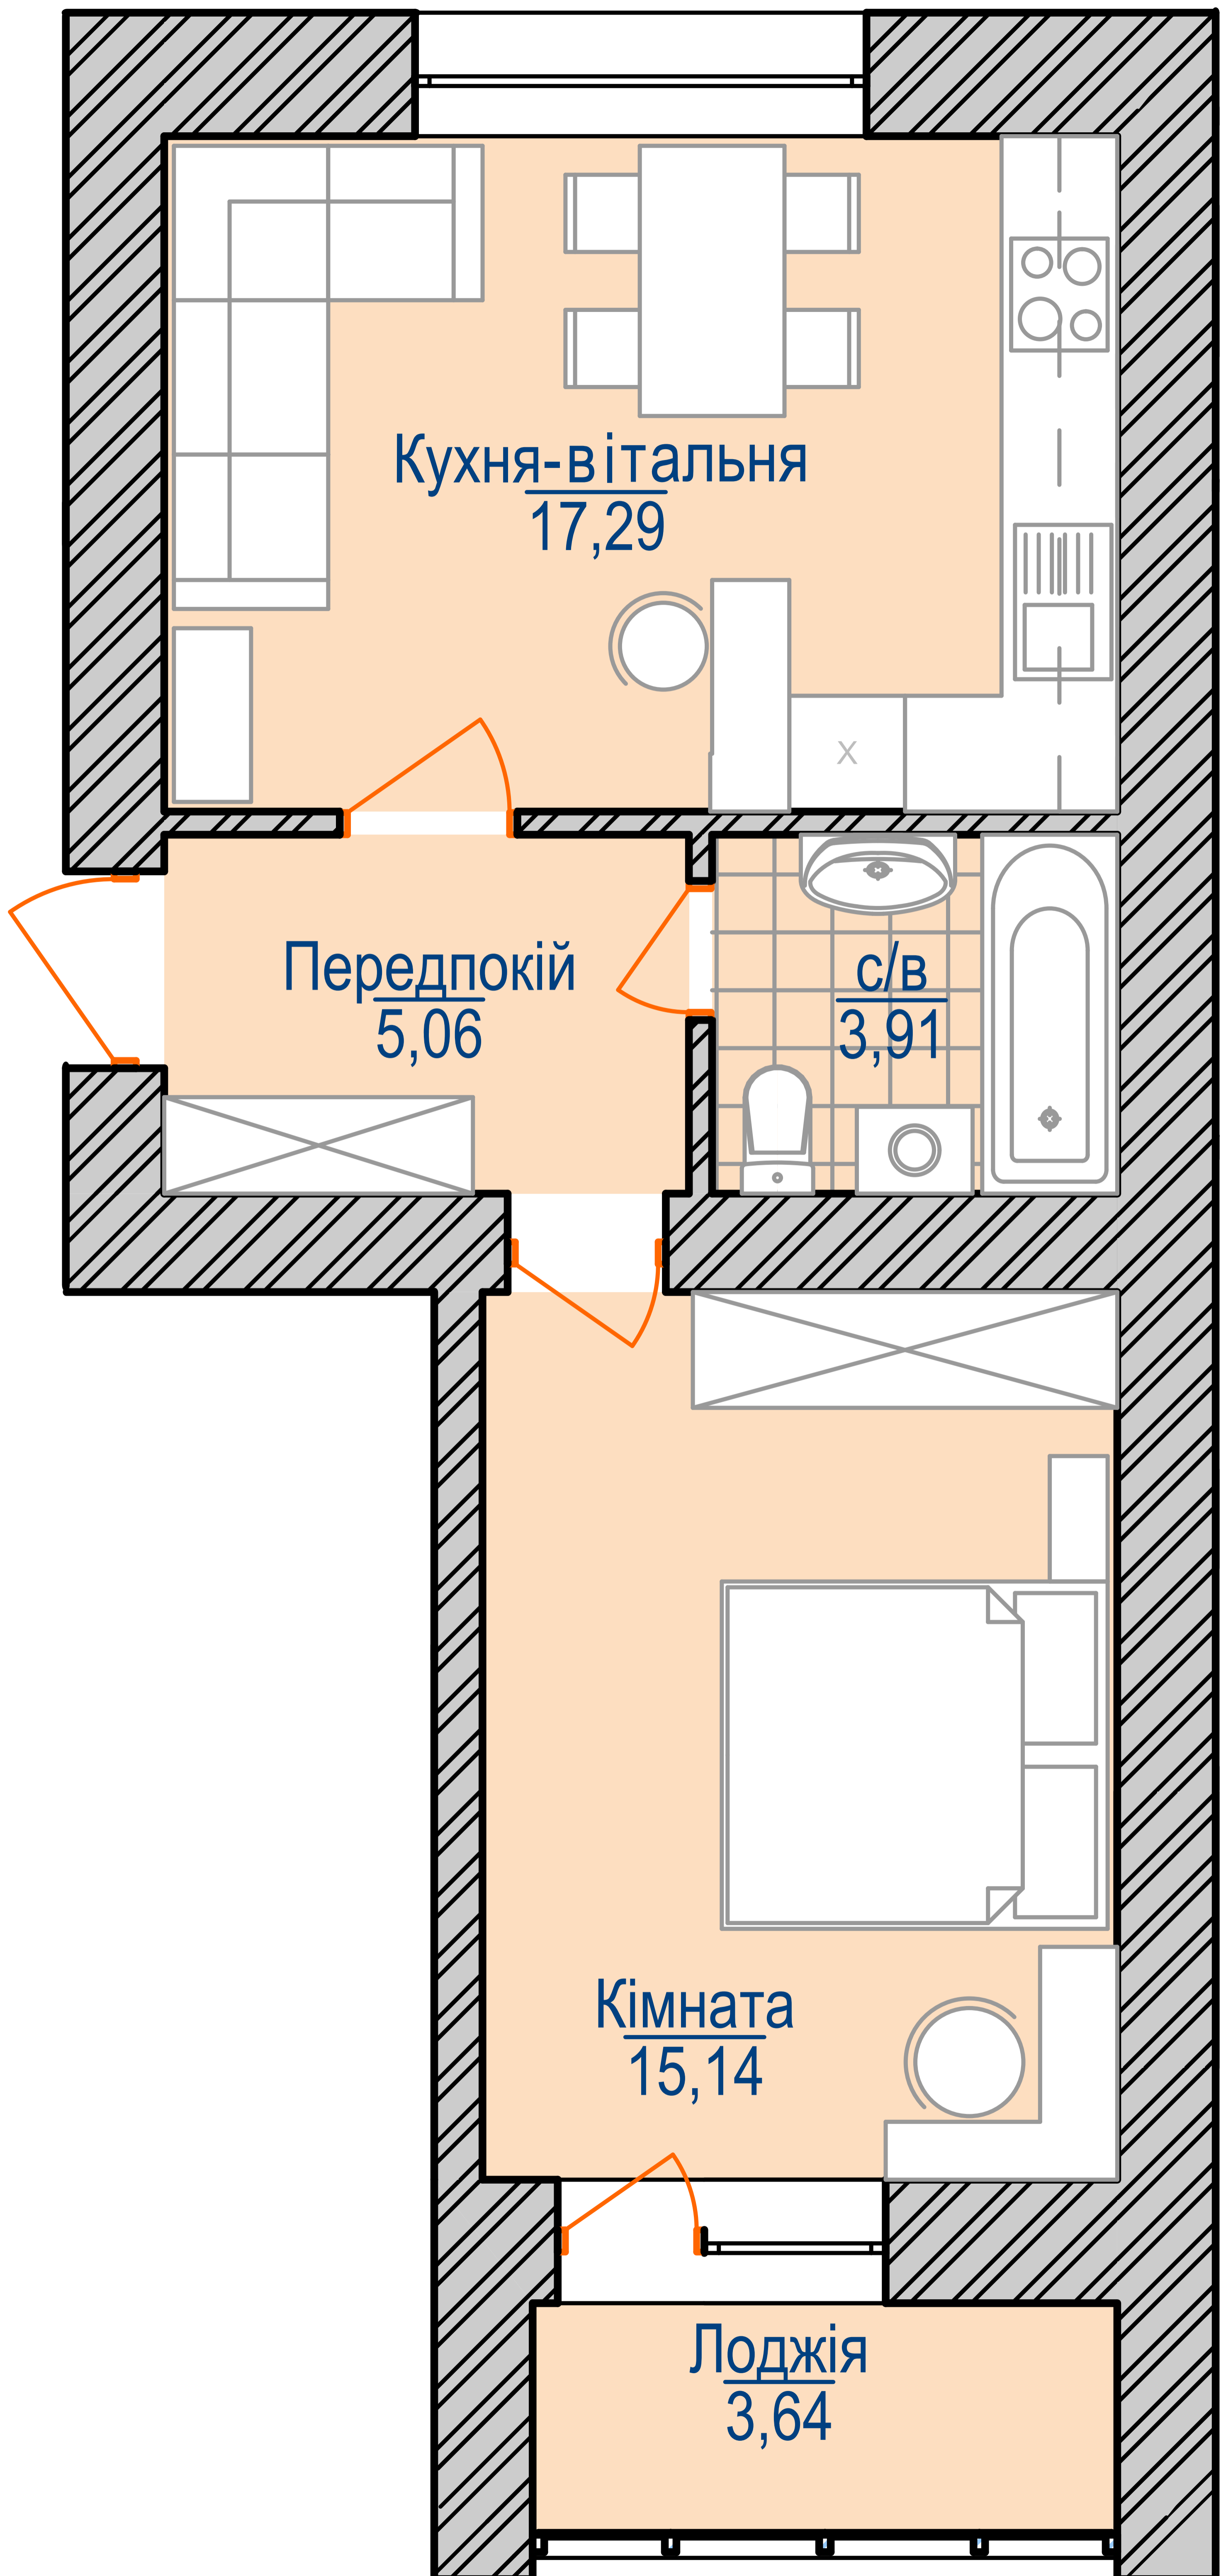 Кухня-вітальня
17,29
x
Передпокій
5,06
с/в
3,91
Кімната
15,14
Лоджія
3,64